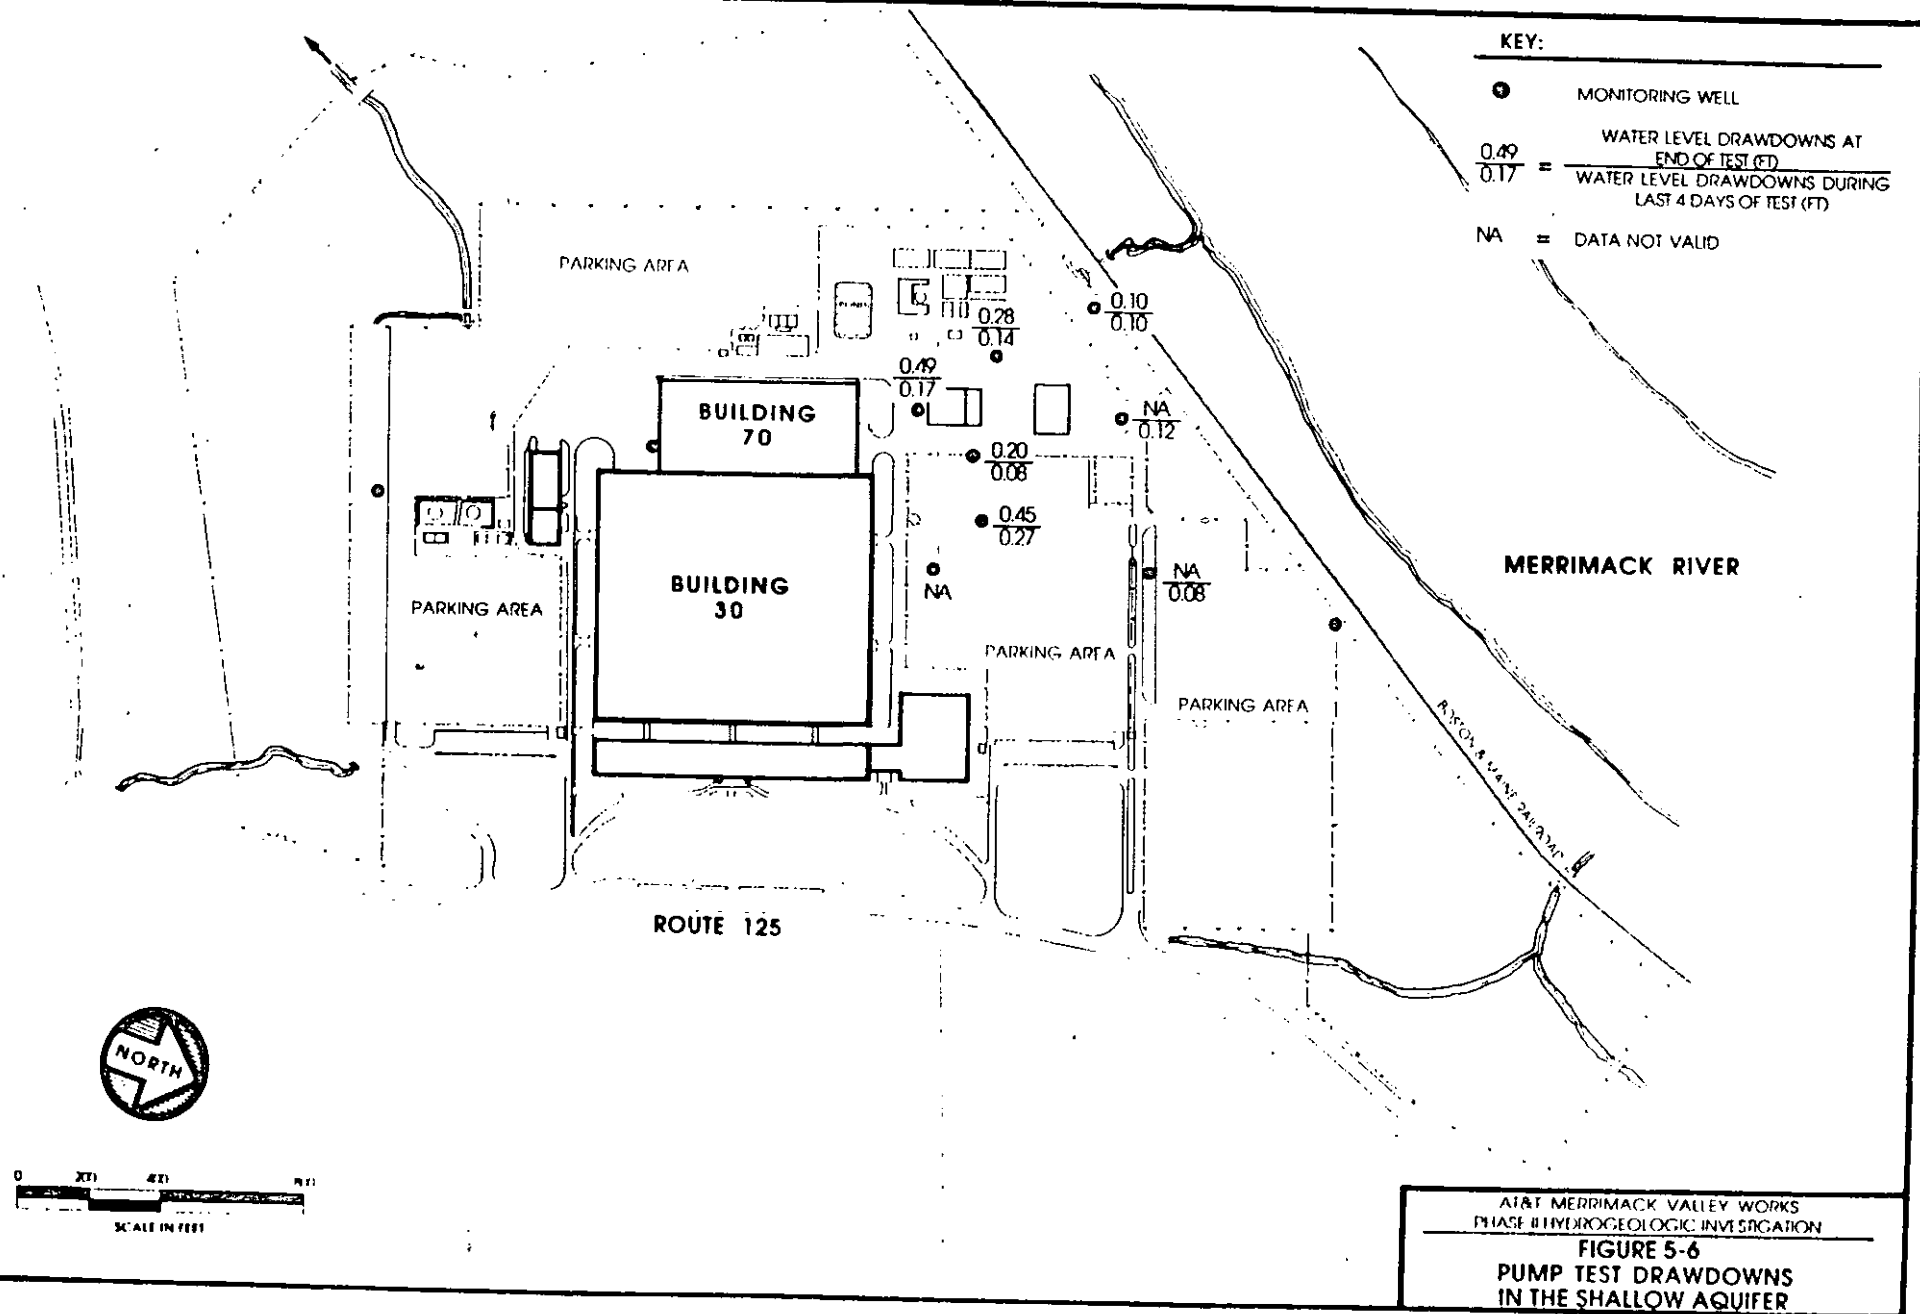 KEY:
MONITORING WELL
0.49
0.17
=
WATER LEVEL DRAWDOWNS AT
END OF TEST (FT)
WATER LEVEL DRAWDOWNS DURING
LAST 4 DAYS OF TEST (FT)
NA = DATA NOT VALID
PARKING AREA
0.10
0.10
0.28
0.14
0.49
0.17
BUILDING
70
NA
0.12
0.20
0.08
0.45
0.27
NA
NA
0.08
MERRIMACK RIVER
BUILDING
30
PARKING AREA
PARKING AREA
PARKING AREA
BOSTON & MAINE RAILROAD
ROUTE 125
NORTH
0
SCALE IN FEET
AT&T MERRIMACK VALLEY WORKS
PHASE II HYDROGEOLOGIC INVESTIGATION
FIGURE 5-6
PUMP TEST DRAWDOWNS
IN THE SHALLOW AQUIFER